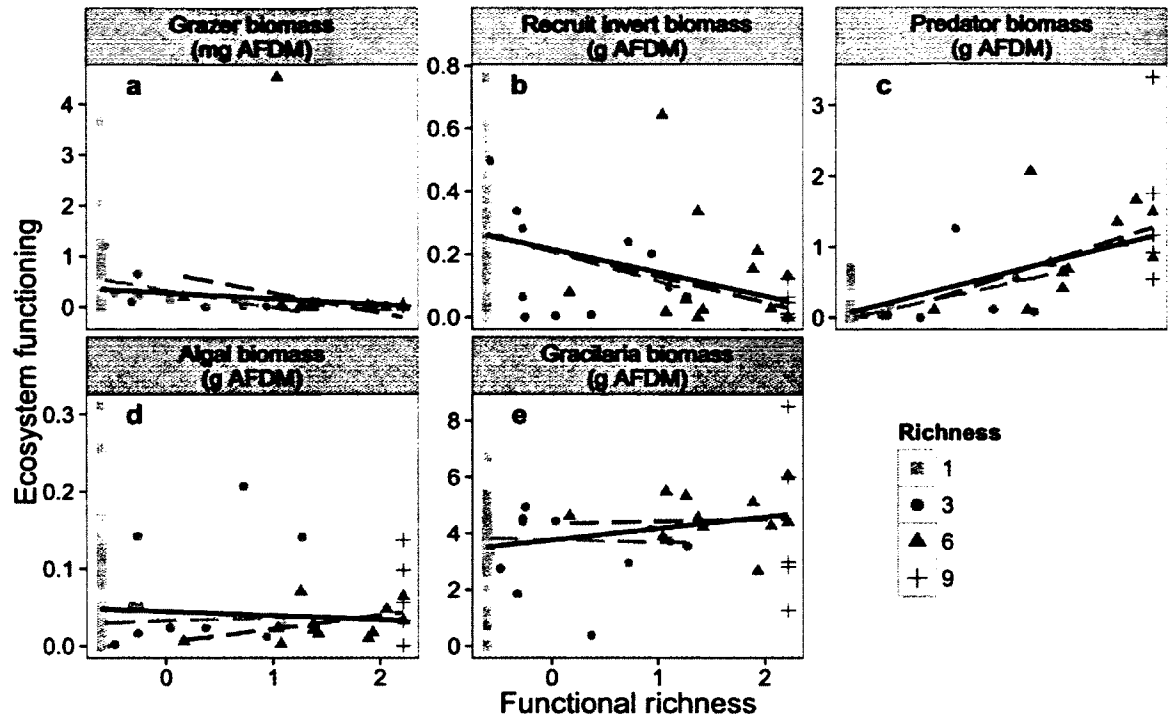 Grazer biomass
(mg AFDM)
Recruit invert biomass
(g AFDM)
Predator biomass
(g AFDM)
a
4
3
2
1
0
b
0.8
0.6
0.4
0.2
0.0
c
3
2
1
0
Algal biomass
(g AFDM)
Gracilaria biomass
(g AFDM)
d
0.3
0.2
0.1
0.0
0
1
2
e
8
6
4
2
0
0
1
2
Ecosystem functioning
Functional richness
Richness
1
3
6
9